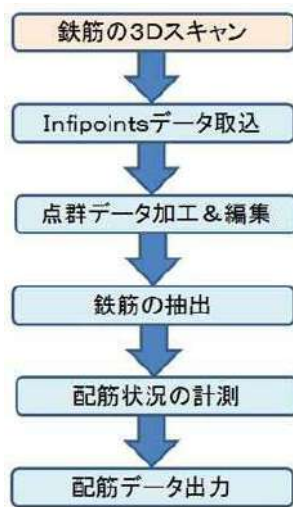 鉄筋の3Dスキャン
Infipointsデータ取込
点群データ加工&編集
鉄筋の抽出
配筋状況の計測
配筋データ出力